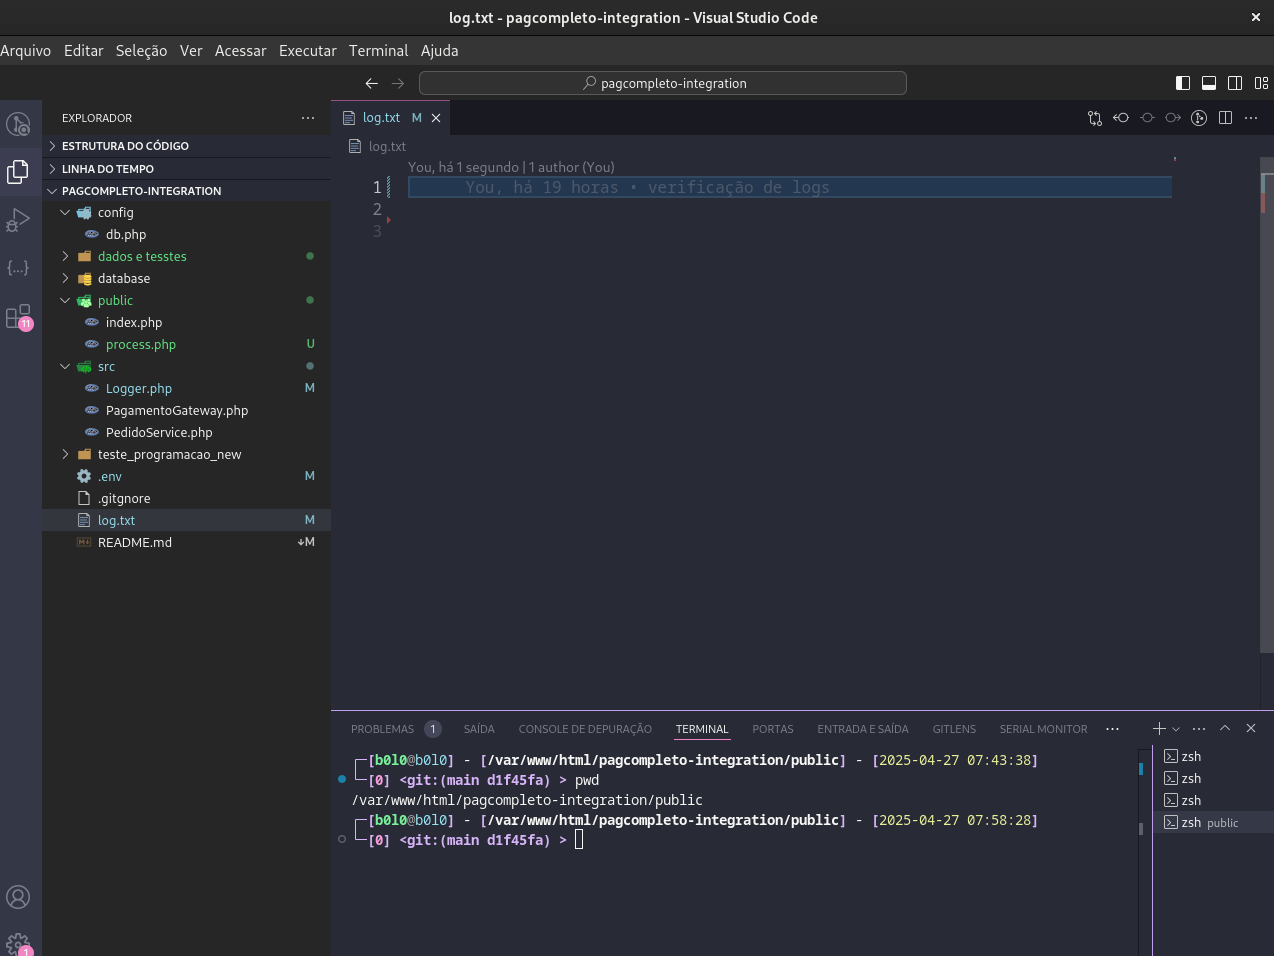 log.txt - pagcompleto-integration - Visual Studio Code
Arquivo Editar Seleção Ver Acessar Executar Terminal Ajuda
pagcompleto-integration
EXPLORADOR
ESTRUTURA DO CÓDIGO
LINHA DO TEMPO
PAGCOMPLETO-INTEGRATION
config
db.php
dados e tesstes
database
public
index.php
process.php U
src
Logger.php M
PagamentoGateway.php
PedidoService.php
teste_programacao_new
.env M
.gitgnore
log.txt M
README.md ↓M
11
1
log.txt M
log.txt
You, há 1 segundo | 1 author (You)
1 You, há 19 horas • verificação de logs
2
3
PROBLEMAS 1 SAÍDA CONSOLE DE DEPURAÇÃO TERMINAL PORTAS ENTRADA E SAÍDA GITLENS SERIAL MONITOR
[b0l0@b0l0] - [/var/www/html/pagcompleto-integration/public] - [2025-04-27 07:43:38]
[0] <git:(main d1f45fa) > pwd
/var/www/html/pagcompleto-integration/public
[b0l0@b0l0] - [/var/www/html/pagcompleto-integration/public] - [2025-04-27 07:58:28]
[0] <git:(main d1f45fa) >
zsh
zsh
zsh
zsh public